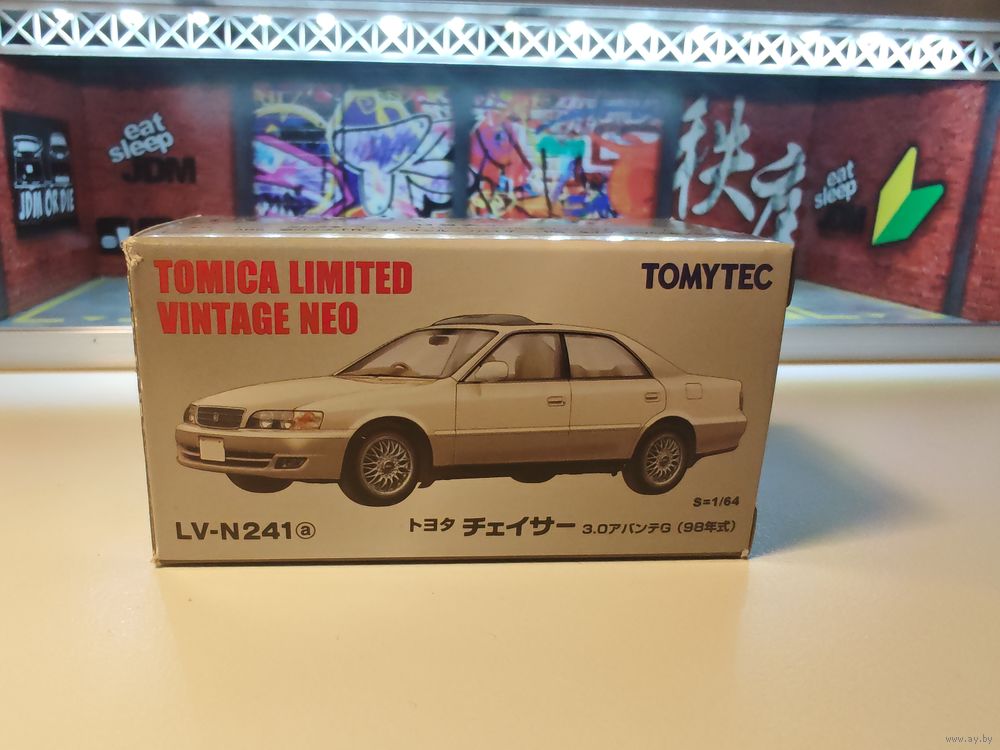 eat
sleep
JDM
JDM OR DIE
秩序
eat
sleep
JDM
TOMICA LIMITED
VINTAGE NEO
TOMYTEC
S=1/64
LV-N241ⓐ
トヨタ チェイサー 3.0アバンテG (98年式)
www.ay.by